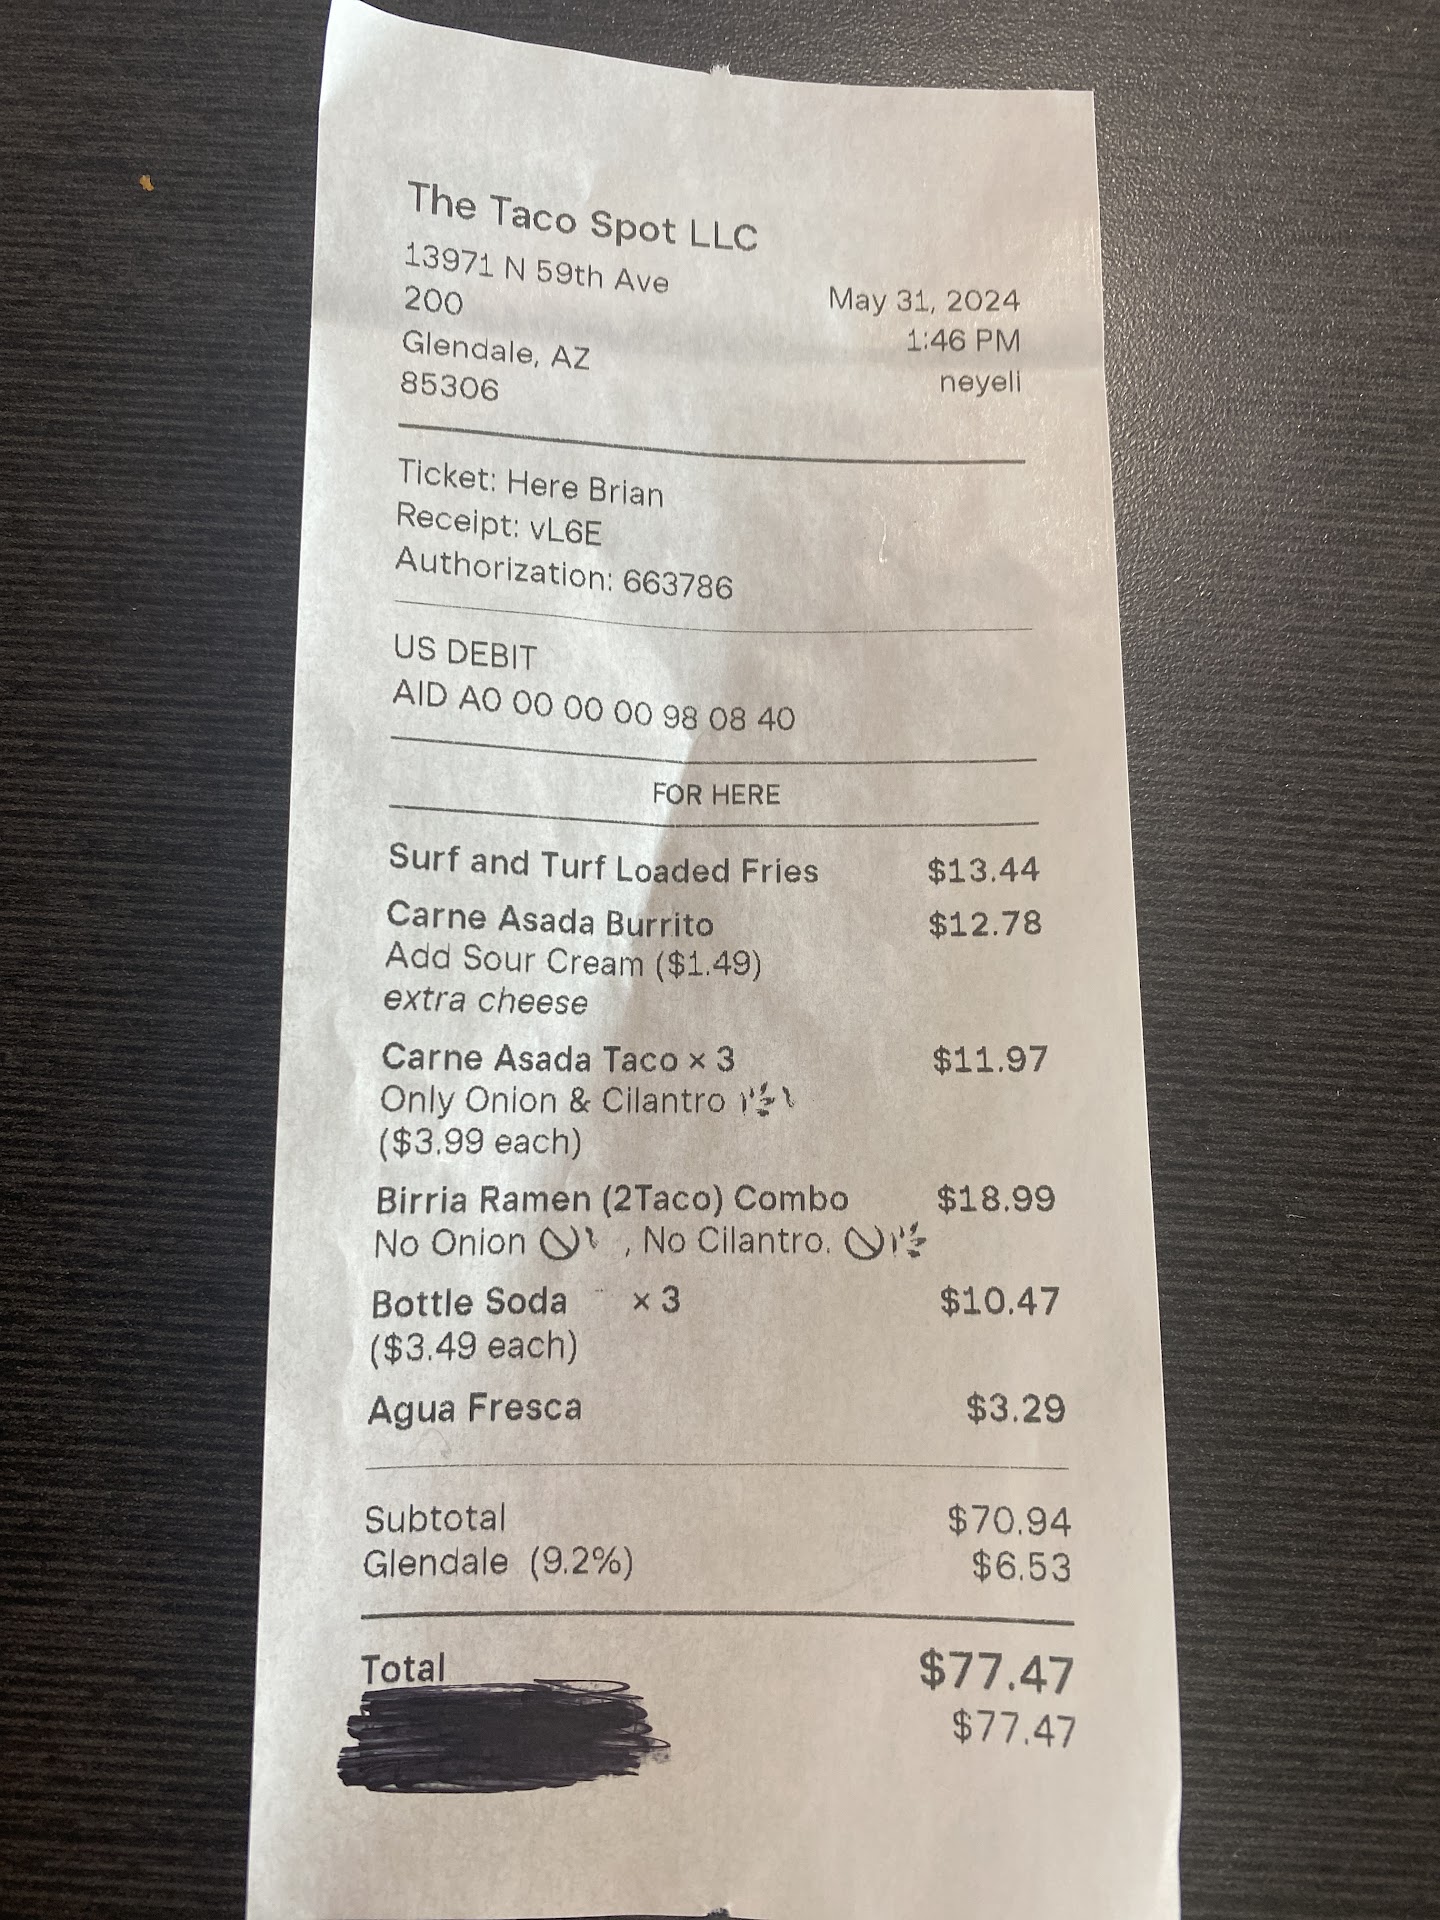 The Taco Spot LLC
13971 N 59th Ave
200
Glendale, AZ
85306
May 31, 2024
1:46 PM
neyeli
Ticket: Here Brian
Receipt: vL6E
Authorization: 663786
US DEBIT
AID A0 00 00 00 98 08 40
FOR HERE
Surf and Turf Loaded Fries $13.44
Carne Asada Burrito $12.78
Add Sour Cream ($1.49)
extra cheese
Carne Asada Taco × 3 $11.97
Only Onion & Cilantro
($3.99 each)
Birria Ramen (2Taco) Combo $18.99
No Onion , No Cilantro.
Bottle Soda × 3 $10.47
($3.49 each)
Agua Fresca $3.29
Subtotal $70.94
Glendale (9.2%) $6.53
Total $77.47
$77.47